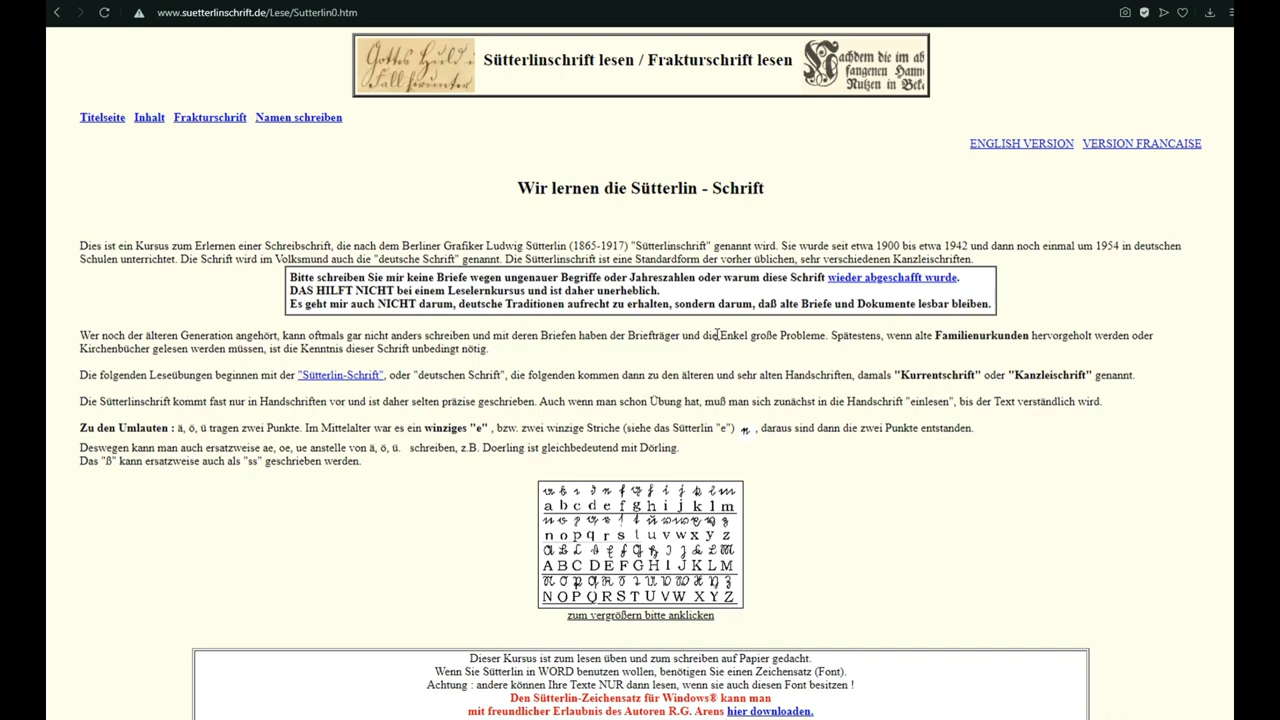 www.suetterlinschrift.de/Lese/Sutterlin0.htm
Gottes Huld
Fall herunter
Sütterlinschrift lesen / Frakturschrift lesen
Nachdem die im ab
fangenen Hann
Nutzen in Bek
Titelseite Inhalt Frakturschrift Namen schreiben
ENGLISH VERSION VERSION FRANCAISE
Wir lernen die Sütterlin - Schrift
Dies ist ein Kursus zum Erlernen einer Schreibschrift, die nach dem Berliner Grafiker Ludwig Sütterlin (1865-1917) "Sütterlinschrift" genannt wird. Sie wurde seit etwa 1900 bis etwa 1942 und dann noch einmal um 1954 in deutschen
Schulen unterrichtet. Die Schrift wird im Volksmund auch die "deutsche Schrift" genannt. Die Sütterlinschrift ist eine Standardform der vorher üblichen, sehr verschiedenen Kanzleischriften.
Bitte schreiben Sie mir keine Briefe wegen ungenauer Begriffe oder Jahreszahlen oder warum diese Schrift wieder abgeschafft wurde.
DAS HILFT NICHT bei einem Leselernkursus und ist daher unerheblich.
Es geht mir auch NICHT darum, deutsche Traditionen aufrecht zu erhalten, sondern darum, daß alte Briefe und Dokumente lesbar bleiben.
Wer noch der älteren Generation angehört, kann oftmals gar nicht anders schreiben und mit deren Briefen haben der Briefträger und die Enkel große Probleme. Spätestens, wenn alte Familienurkunden hervorgeholt werden oder
Kirchenbücher gelesen werden müssen, ist die Kenntnis dieser Schrift unbedingt nötig.
Die folgenden Leseübungen beginnen mit der "Sütterlin-Schrift", oder "deutschen Schrift", die folgenden kommen dann zu den älteren und sehr alten Handschriften, damals "Kurrentschrift" oder "Kanzleischrift" genannt.
Die Sütterlinschrift kommt fast nur in Handschriften vor und ist daher selten präzise geschrieben. Auch wenn man schon Übung hat, muß man sich zunächst in die Handschrift "einlesen", bis der Text verständlich wird.
Zu den Umlauten : ä, ö, ü tragen zwei Punkte. Im Mittelalter war es ein winziges "e" , bzw. zwei winzige Striche (siehe das Sütterlin "e") , daraus sind dann die zwei Punkte entstanden.
Deswegen kann man auch ersatzweise ae, oe, ue anstelle von ä, ö, ü. schreiben, z.B. Doerling ist gleichbedeutend mit Dörling.
Das "ß" kann ersatzweise auch als "ss" geschrieben werden.
a b c d e f g h i j k l m
a b c d e f g h i j k l m
n o p q r s t u v w x y z
n o p q r s t u v w x y z
A B C D E F G H I J K L M
A B C D E F G H I J K L M
N O P Q R S T U V W X Y Z
N O P Q R S T U V W X Y Z
zum vergrößern bitte anklicken
Dieser Kursus ist zum lesen üben und zum schreiben auf Papier gedacht.
Wenn Sie Sütterlin in WORD benutzen wollen, benötigen Sie einen Zeichensatz (Font).
Achtung : andere können Ihre Texte NUR dann lesen, wenn sie auch diesen Font besitzen !
Den Sütterlin-Zeichensatz für Windows® kann man
mit freundlicher Erlaubnis des Autoren R.G. Arens hier downloaden.